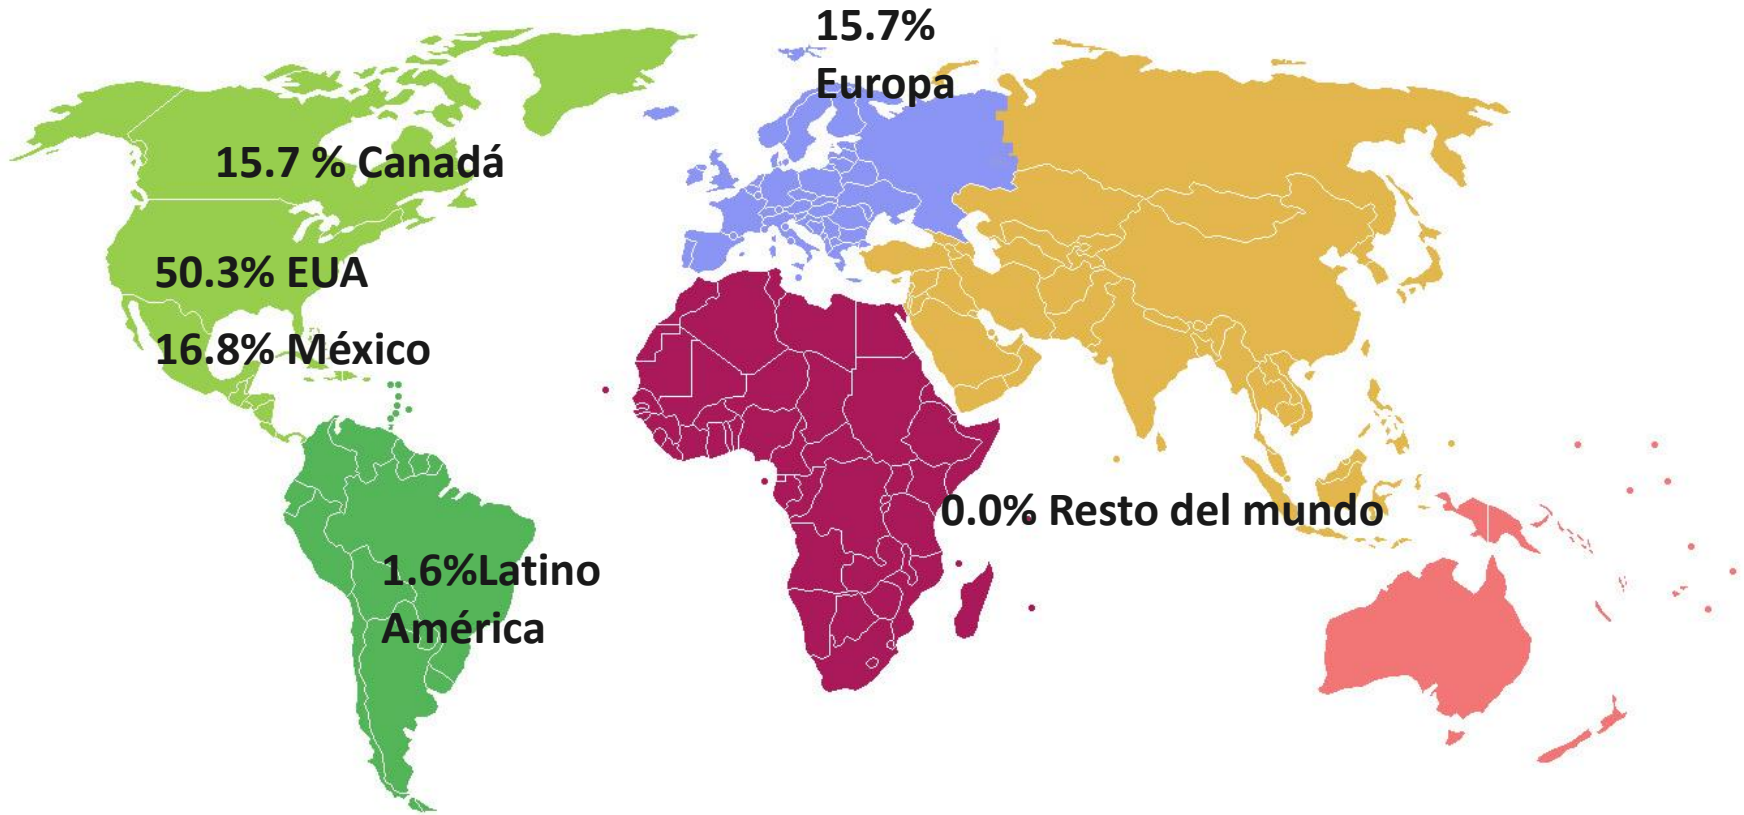 15.7%
Europa
15.7 % Canadá
50.3% EUA
16.8% México
0.0% Resto del mundo
1.6%Latino
América